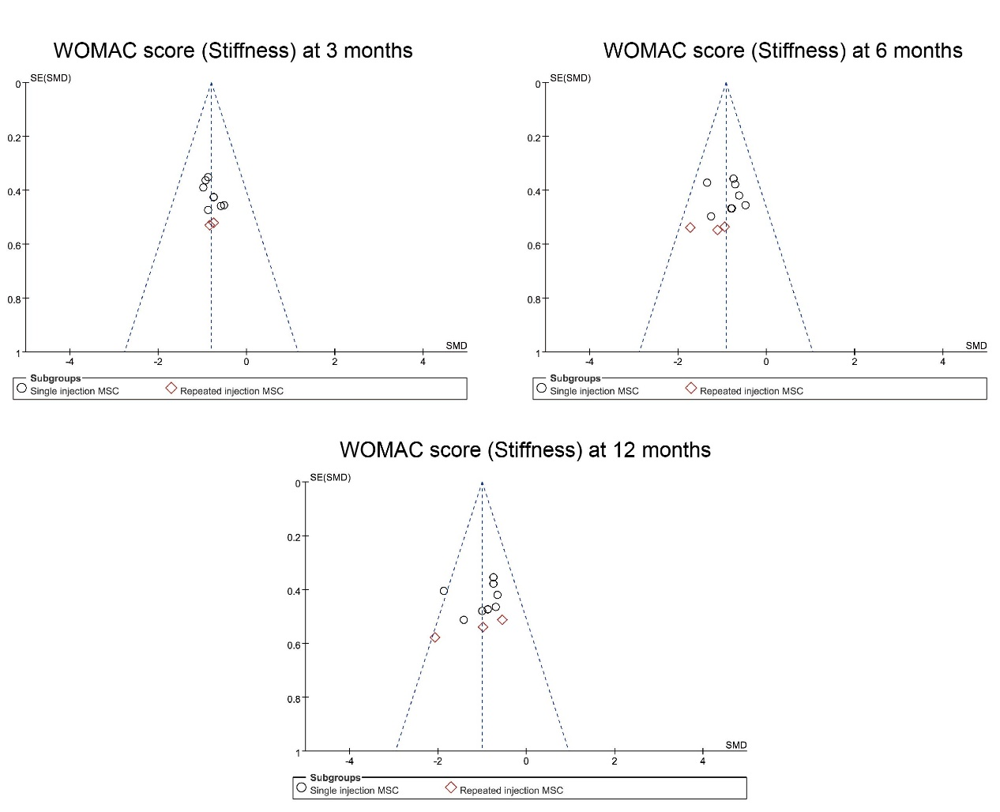 WOMAC score (Stiffness) at 3 months
SE(SMD)
0
0.2
0.4
0.6
0.8
1
-4 -2 0 2 4
SMD
Subgroups
Single injection MSC Repeated injection MSC
WOMAC score (Stiffness) at 6 months
SE(SMD)
0
0.2
0.4
0.6
0.8
1
-4 -2 0 2 4
SMD
Subgroups
Single injection MSC Repeated injection MSC
WOMAC score (Stiffness) at 12 months
SE(SMD)
0
0.2
0.4
0.6
0.8
1
-4 -2 0 2 4
SMD
Subgroups
Single injection MSC Repeated injection MSC